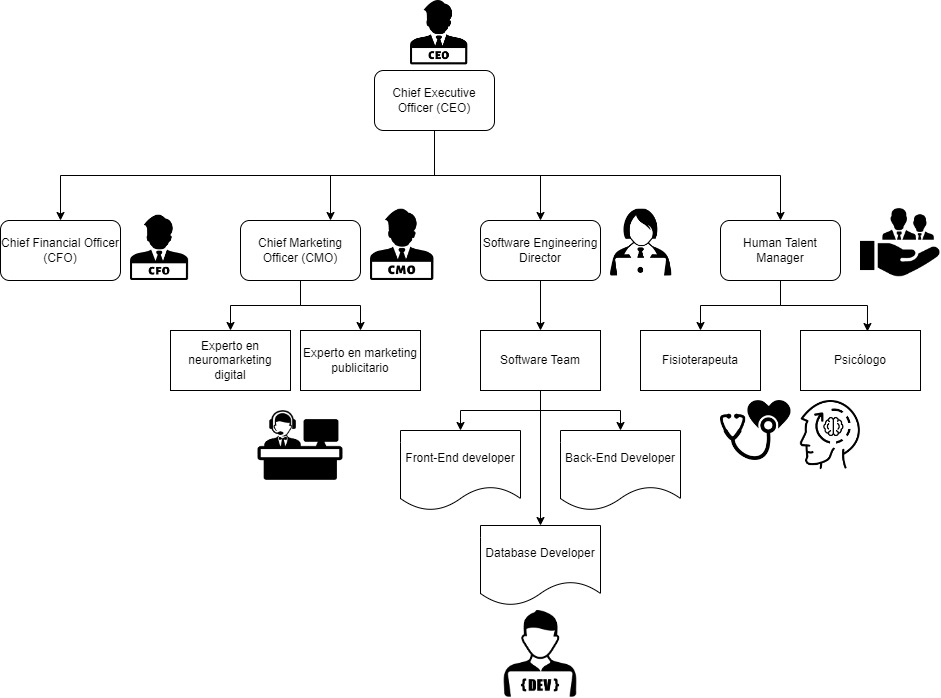 CEO
Chief Executive
Officer (CEO)
Chief Financial Officer
(CFO)
CFO
Chief Marketing
Officer (CMO)
CMO
Software Engineering
Director
Human Talent
Manager
Experto en
neuromarketing
digital
Experto en marketing
publicitario
Software Team
Fisioterapeuta
Psicólogo
Front-End developer
Back-End Developer
Database Developer
{DEV}